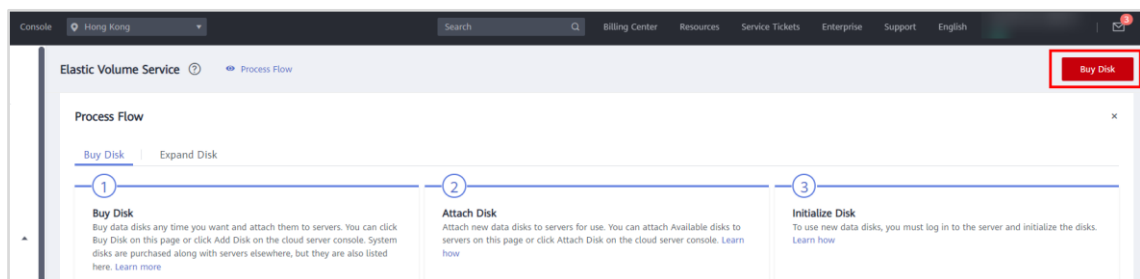 Console Hong Kong Search Billing Center Resources Service Tickets Enterprise Support English 3
Elastic Volume Service ? Process Flow Buy Disk
Process Flow ×
Buy Disk Expand Disk
1 2 3
Buy Disk
Buy data disks any time you want and attach them to servers. You can click
Buy Disk on this page or click Add Disk on the cloud server console. System
disks are purchased along with servers elsewhere, but they are also listed
here. Learn more
Attach Disk
Attach new data disks to servers for use. You can attach Available disks to
servers on this page or click Attach Disk on the cloud server console. Learn
how
Initialize Disk
To use new data disks, you must log in to the server and initialize the disks.
Learn how